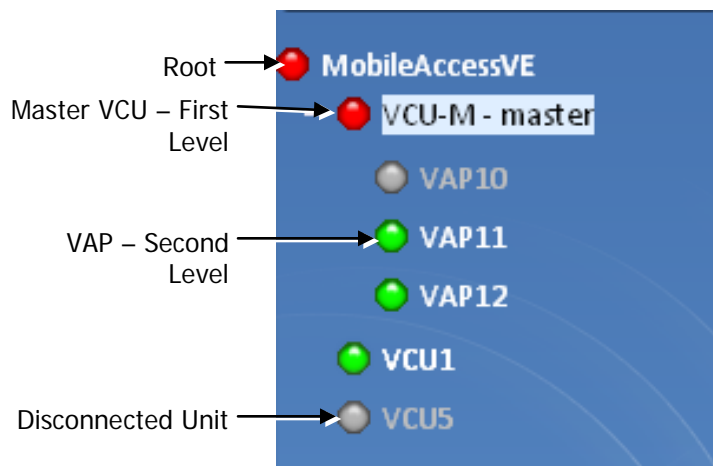 Root
MobileAccessVE
Master VCU – First
Level
VCU-M - master
VAP10
VAP – Second
Level
VAP11
VAP12
VCU1
Disconnected Unit
VCU5